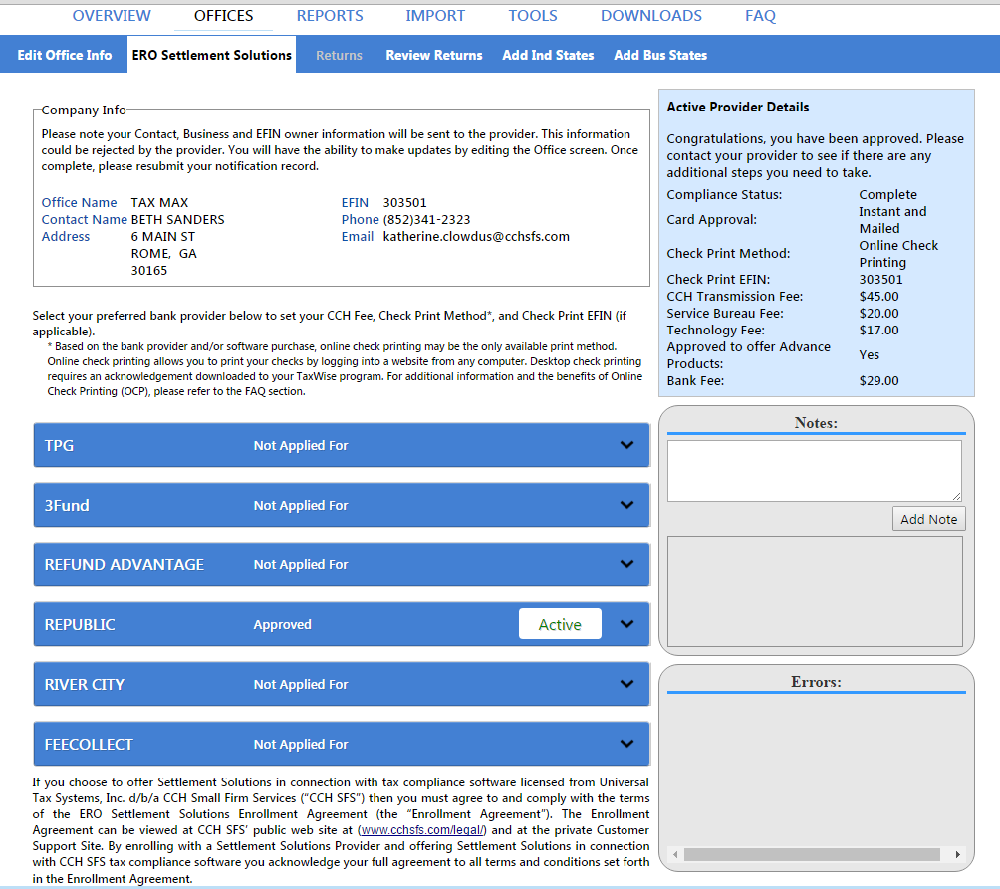 OVERVIEW OFFICES REPORTS IMPORT TOOLS DOWNLOADS FAQ
Edit Office Info ERO Settlement Solutions Returns Review Returns Add Ind States Add Bus States
Company Info
Please note your Contact, Business and EFIN owner information will be sent to the provider. This information
could be rejected by the provider. You will have the ability to make updates by editing the Office screen. Once
complete, please resubmit your notification record.
Office Name TAX MAX EFIN 303501
Contact Name BETH SANDERS Phone (852)341-2323
Address 6 MAIN ST Email katherine.clowdus@cchsfs.com
ROME, GA
30165
Select your preferred bank provider below to set your CCH Fee, Check Print Method*, and Check Print EFIN (if
applicable).
* Based on the bank provider and/or software purchase, online check printing may be the only available print method.
Online check printing allows you to print your checks by logging into a website from any computer. Desktop check printing
requires an acknowledgement downloaded to your TaxWise program. For additional information and the benefits of Online
Check Printing (OCP), please refer to the FAQ section.
TPG Not Applied For
3Fund Not Applied For
REFUND ADVANTAGE Not Applied For
REPUBLIC Approved Active
RIVER CITY Not Applied For
FEECOLLECT Not Applied For
If you choose to offer Settlement Solutions in connection with tax compliance software licensed from Universal
Tax Systems, Inc. d/b/a CCH Small Firm Services (“CCH SFS”) then you must agree to and comply with the terms
of the ERO Settlement Solutions Enrollment Agreement (the “Enrollment Agreement”). The Enrollment
Agreement can be viewed at CCH SFS’ public web site at (www.cchsfs.com/legal/) and at the private Customer
Support Site. By enrolling with a Settlement Solutions Provider and offering Settlement Solutions in connection
with CCH SFS tax compliance software you acknowledge your full agreement to all terms and conditions set forth
in the Enrollment Agreement.
Active Provider Details
Congratulations, you have been approved. Please
contact your provider to see if there are any
additional steps you need to take.
Compliance Status: Complete
Card Approval: Instant and
Mailed
Check Print Method: Online Check
Printing
Check Print EFIN: 303501
CCH Transmission Fee: $45.00
Service Bureau Fee: $20.00
Technology Fee: $17.00
Approved to offer Advance
Products: Yes
Bank Fee: $29.00
Notes:
Add Note
Errors: